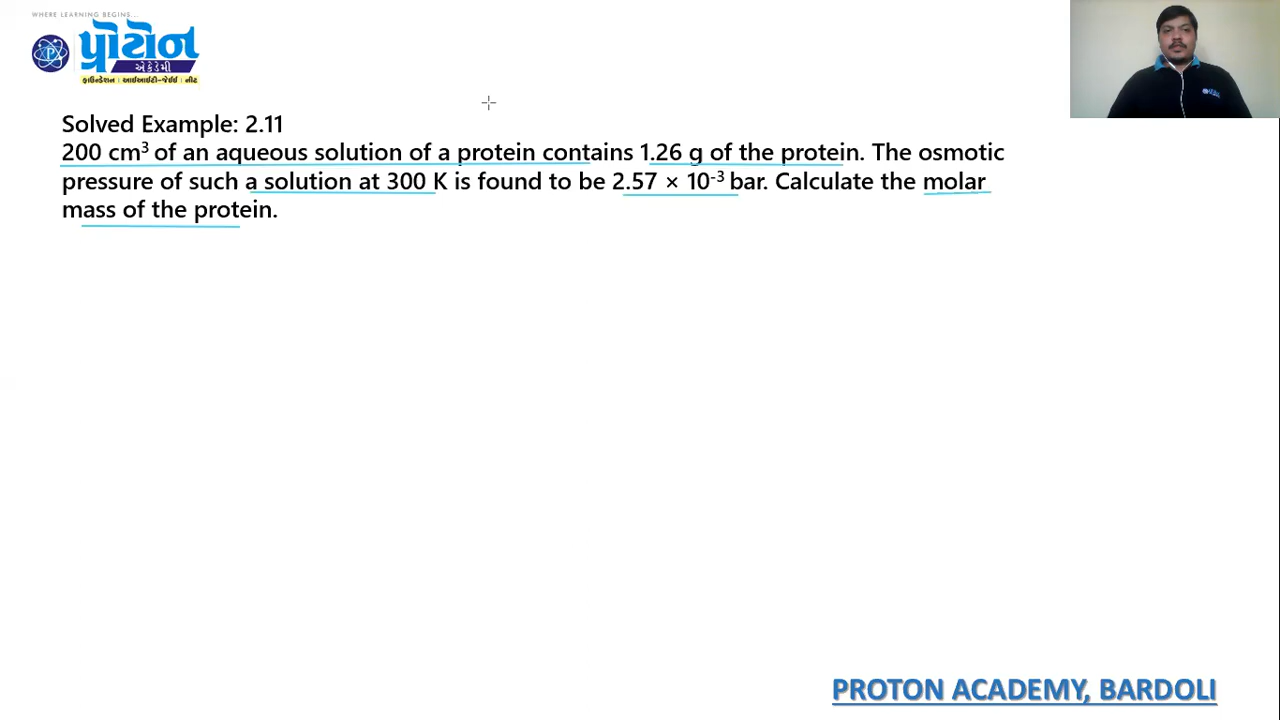 WHERE LEARNING BEGINS...
પ્રોટોન
એકેડેમી
ફાઉન્ડેશન । આઈઆઈટી-જેઈઈ । નીટ
Solved Example: 2.11
200 cm³ of an aqueous solution of a protein contains 1.26 g of the protein. The osmotic
pressure of such a solution at 300 K is found to be 2.57 × 10⁻³ bar. Calculate the molar
mass of the protein.
PROTON ACADEMY, BARDOLI